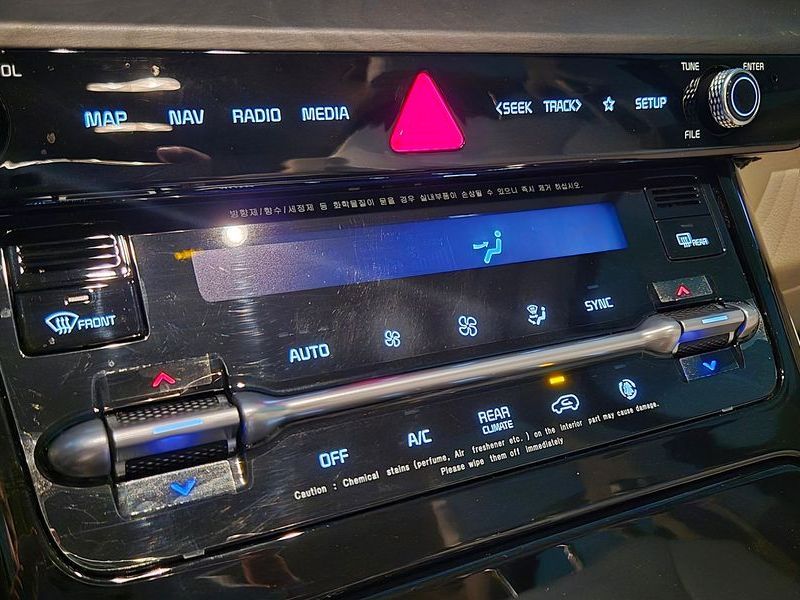 OL
MAP NAV RADIO MEDIA <SEEK TRACK> SETUP
TUNE ENTER
FILE
방향제/향수/세정제 등 화학물질이 묻을 경우 실내부품이 손상될 수 있으니 즉시 제거 하십시오.
FRONT
REAR
AUTO SYNC
OFF A/C REAR CLIMATE
Caution : Chemical stains (perfume, Air freshener etc. ) on the interior part may cause damage.
Please wipe them off immediately